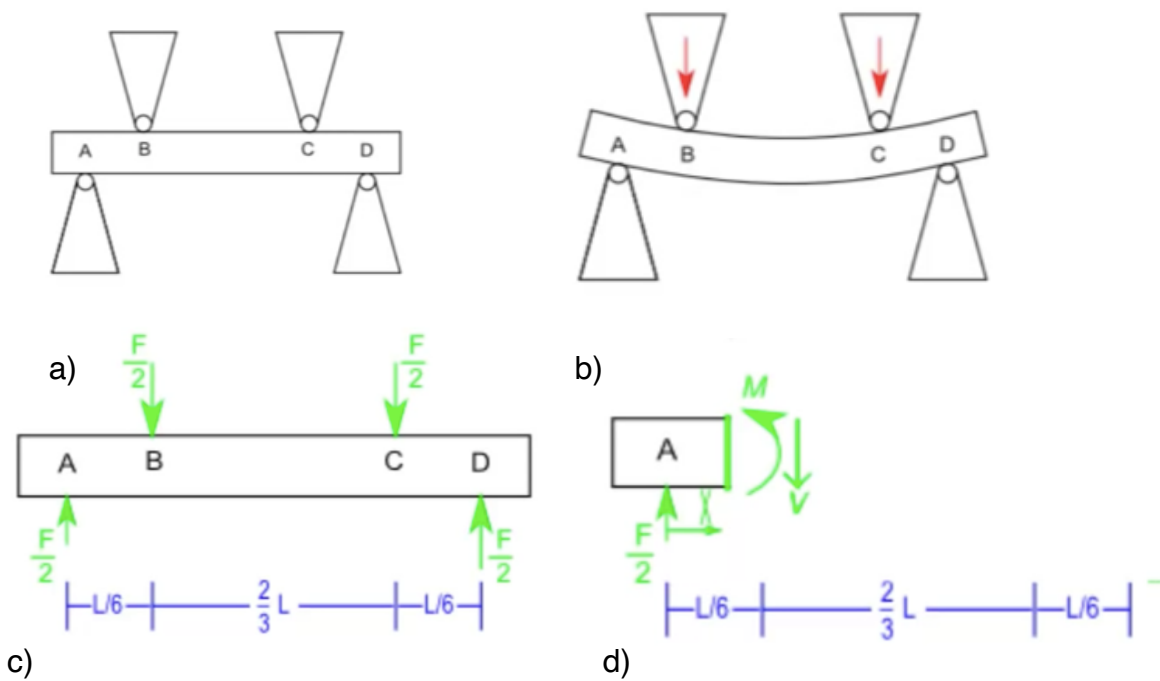 A B C D
A B C D
a)
b)
F/2 F/2
A B C D
F/2 F/2
L/6 2/3 L L/6
c)
M
A
V
F/2 X
L/6 2/3 L L/6
d)